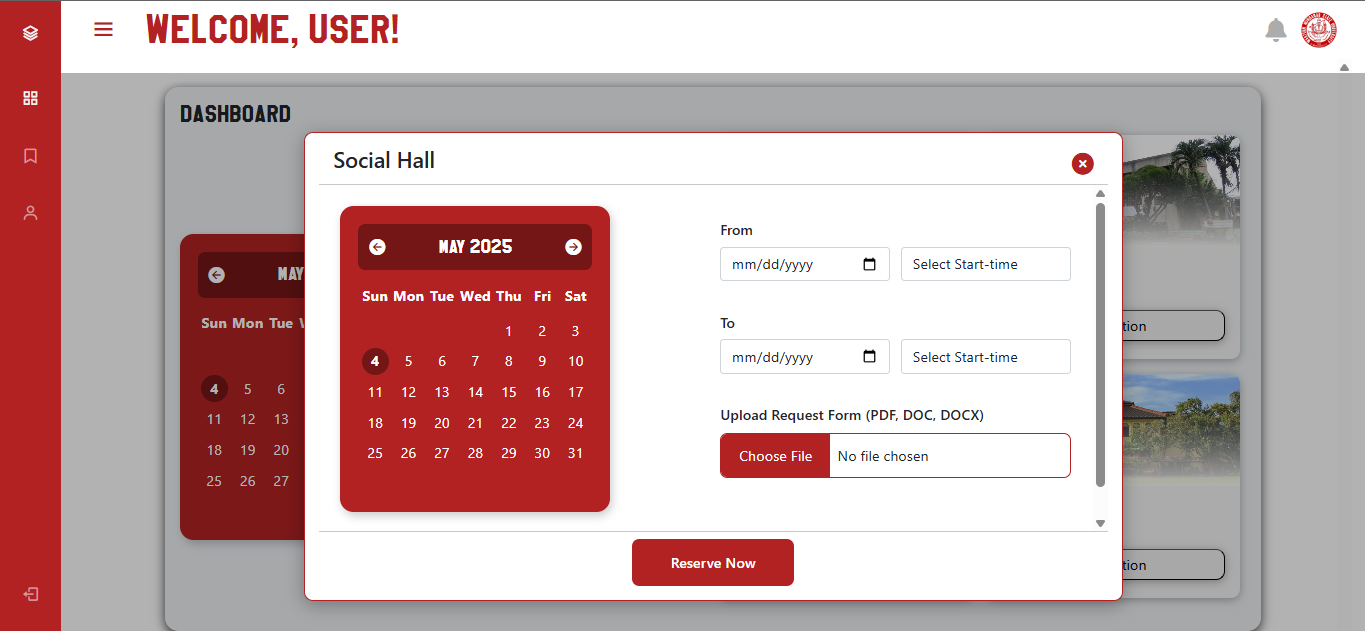 WELCOME, USER!
DASHBOARD
Social Hall
MAY 2025
Sun Mon Tue Wed Thu Fri Sat
1 2 3
4 5 6 7 8 9 10
11 12 13 14 15 16 17
18 19 20 21 22 23 24
25 26 27 28 29 30 31
From
mm/dd/yyyy Select Start-time
To
mm/dd/yyyy Select Start-time
Upload Request Form (PDF, DOC, DOCX)
Choose File No file chosen
Reserve Now
MAY
Sun Mon Tue
4 5 6
11 12 13
18 19 20
25 26 27
tion
tion